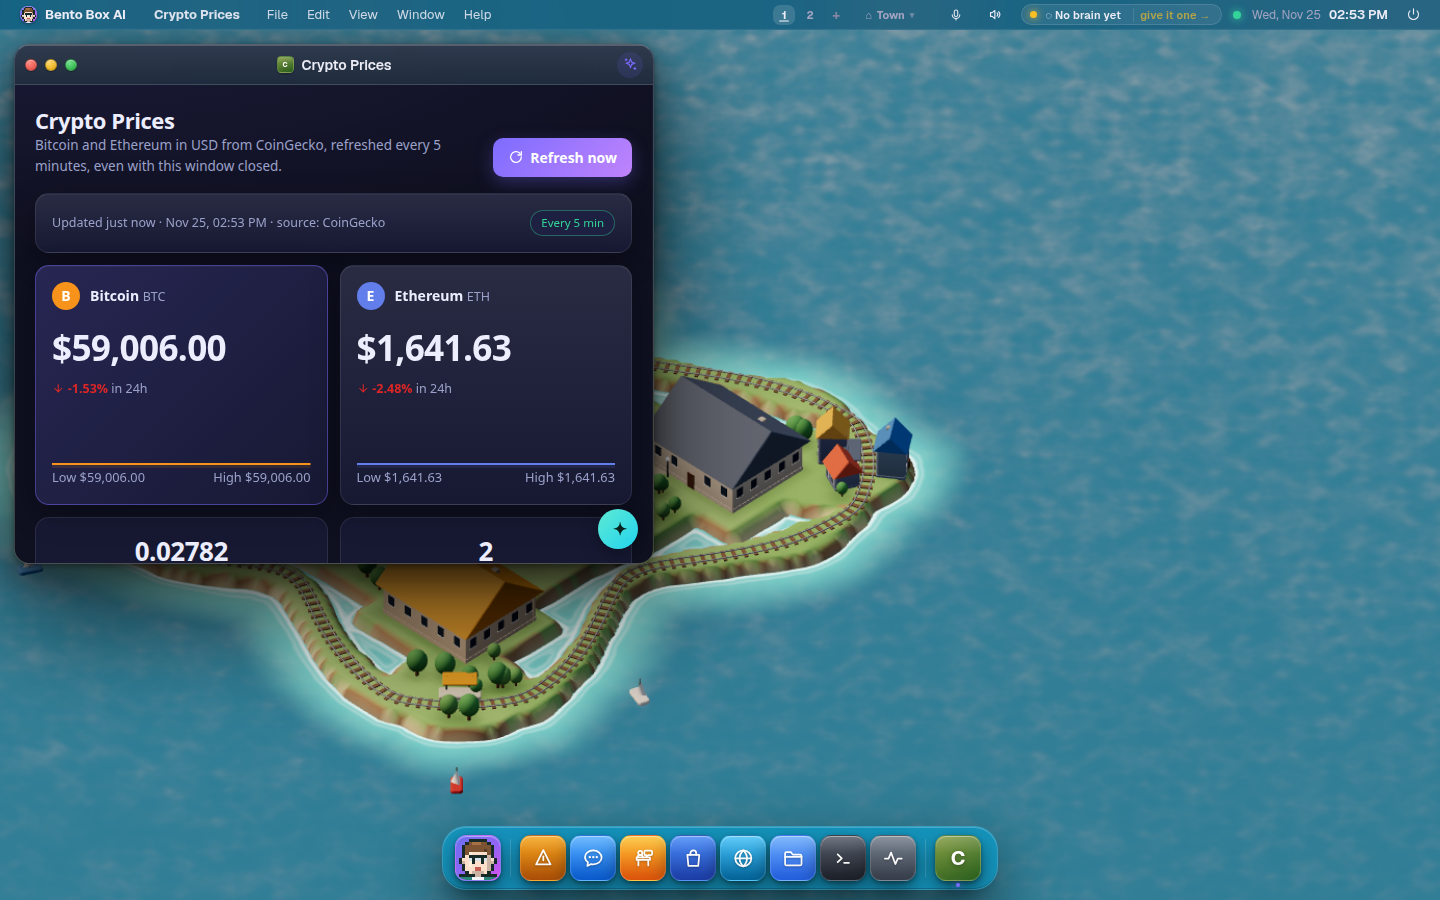 Bento Box AI Crypto Prices File Edit View Window Help 1 2 + Town No brain yet give it one → Wed, Nov 25 02:53 PM
C Crypto Prices
Crypto Prices
Bitcoin and Ethereum in USD from CoinGecko, refreshed every 5
minutes, even with this window closed.
Refresh now
Updated just now · Nov 25, 02:53 PM · source: CoinGecko
Every 5 min
B Bitcoin BTC
$59,006.00
↓ -1.53% in 24h
Low $59,006.00 High $59,006.00
E Ethereum ETH
$1,641.63
↓ -2.48% in 24h
Low $1,641.63 High $1,641.63
0.02782
2
C